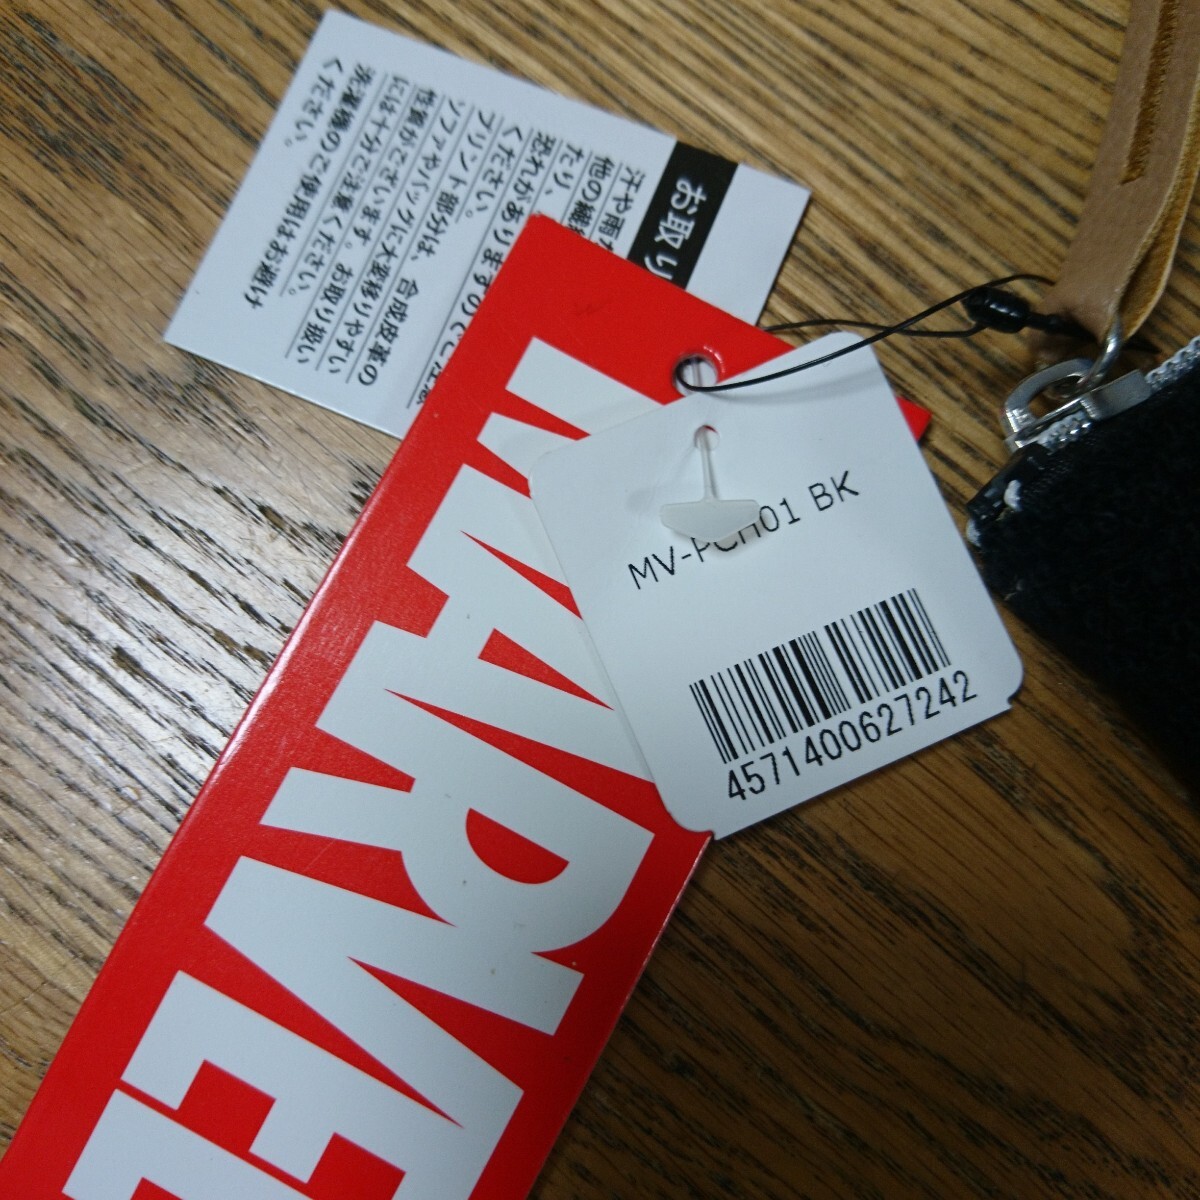 お取り
汗や雨
他の繊
たり、
恐れがありますのでご注意
ください。
プリント部分は、合成皮革の
ソファやバッグに大変移りやすい
性質がございます。お取り扱い
には十分ご注意ください。
洗濯機のご使用はお避け
ください。
MARVEL
MV-PCH01 BK
4571400627242